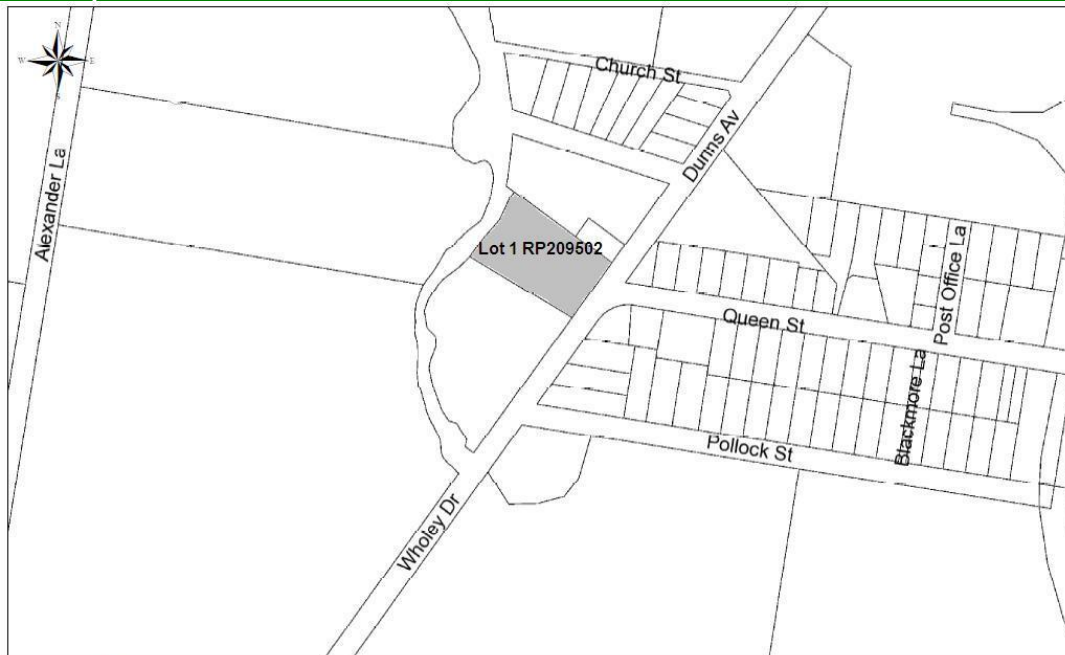 N
W
E
Church St
Dunns Av
Alexander La
Lot 1 RP209502
Post Office La
Queen St
Blackmore La
Pollock St
Wholey Dr